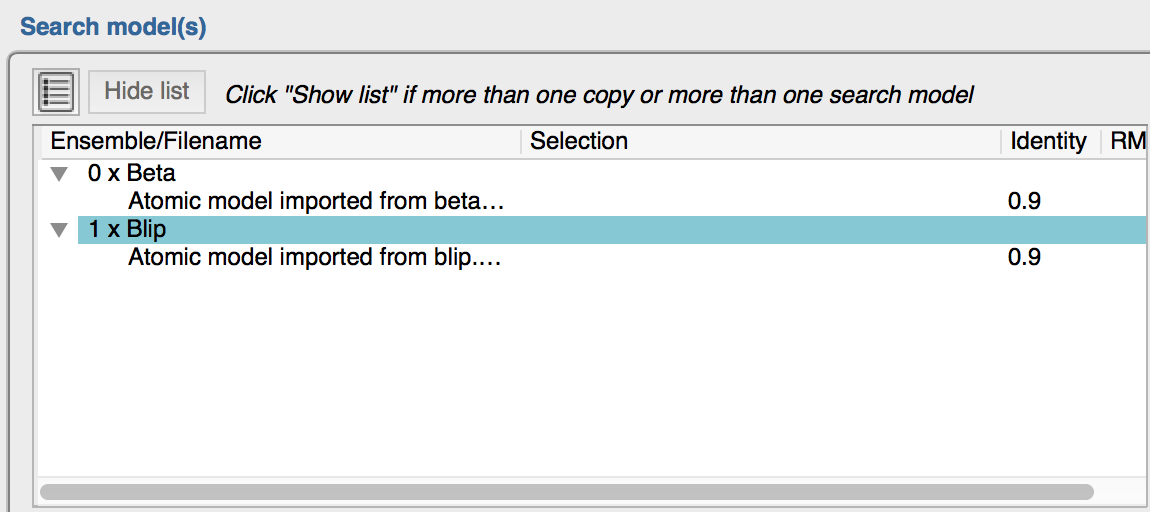 Search model(s)
Hide list Click "Show list" if more than one copy or more than one search model
Ensemble/Filename Selection Identity RM
0 x Beta
Atomic model imported from beta... 0.9
1 x Blip
Atomic model imported from blip.... 0.9